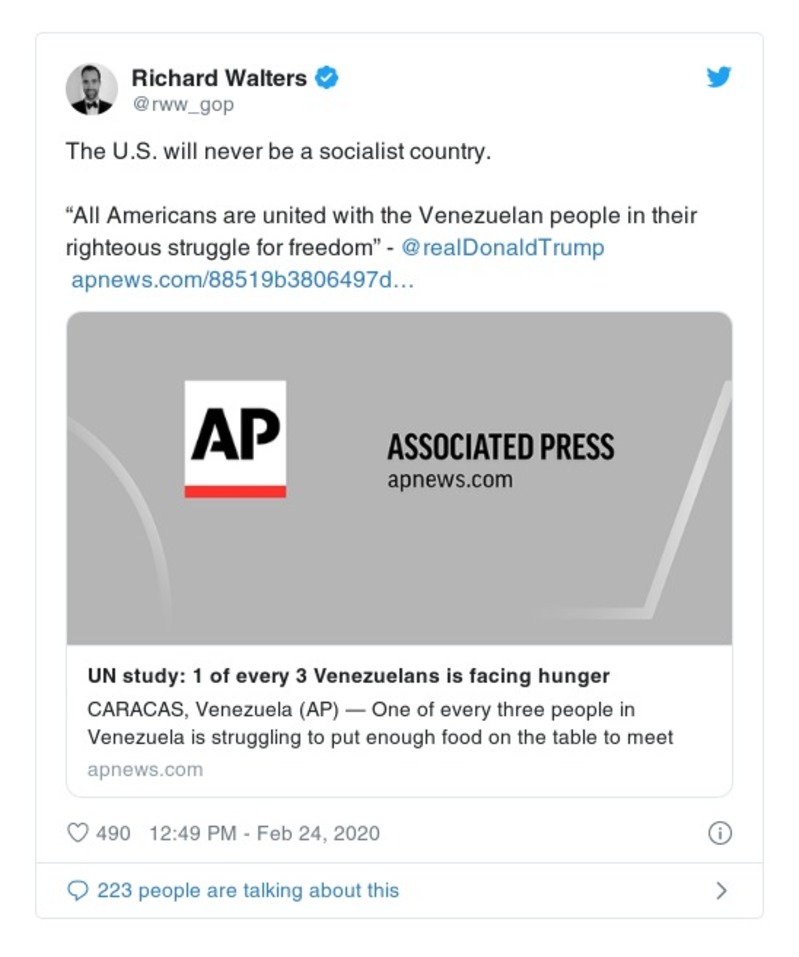 Richard Walters
@rww_gop
The U.S. will never be a socialist country.
“All Americans are united with the Venezuelan people in their
righteous struggle for freedom” - @realDonaldTrump
apnews.com/88519b3806497d…
AP
ASSOCIATED PRESS
apnews.com
UN study: 1 of every 3 Venezuelans is facing hunger
CARACAS, Venezuela (AP) — One of every three people in
Venezuela is struggling to put enough food on the table to meet
apnews.com
490 12:49 PM - Feb 24, 2020
223 people are talking about this